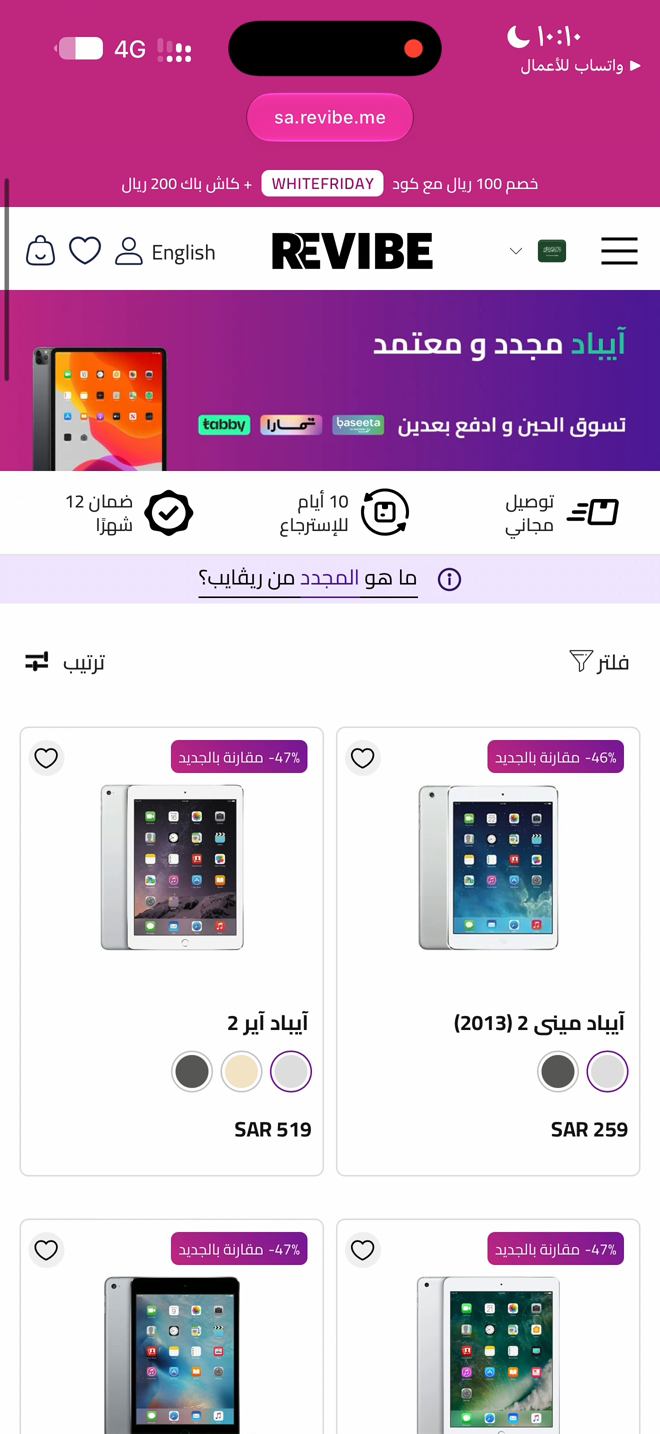 ١٠:١٠
4G
واتساب للأعمال ◀
sa.revibe.me
خصم 100 ريال مع كود WHITEFRIDAY + كاش باك 200 ريال
REVIBE
English
آيباد مجدد و معتمد
تسوق الحين و ادفع بعدين baseeta تمارا tabby
توصيل
مجاني
10 أيام
للإسترجاع
ضمان 12
شهرًا
ما هو المجدد من ريڤايب؟
فلتر
ترتيب
-46% مقارنة بالجديد
آيباد ميني 2 (2013)
SAR 259
-47% مقارنة بالجديد
آيباد آير 2
SAR 519
-47% مقارنة بالجديد
-47% مقارنة بالجديد